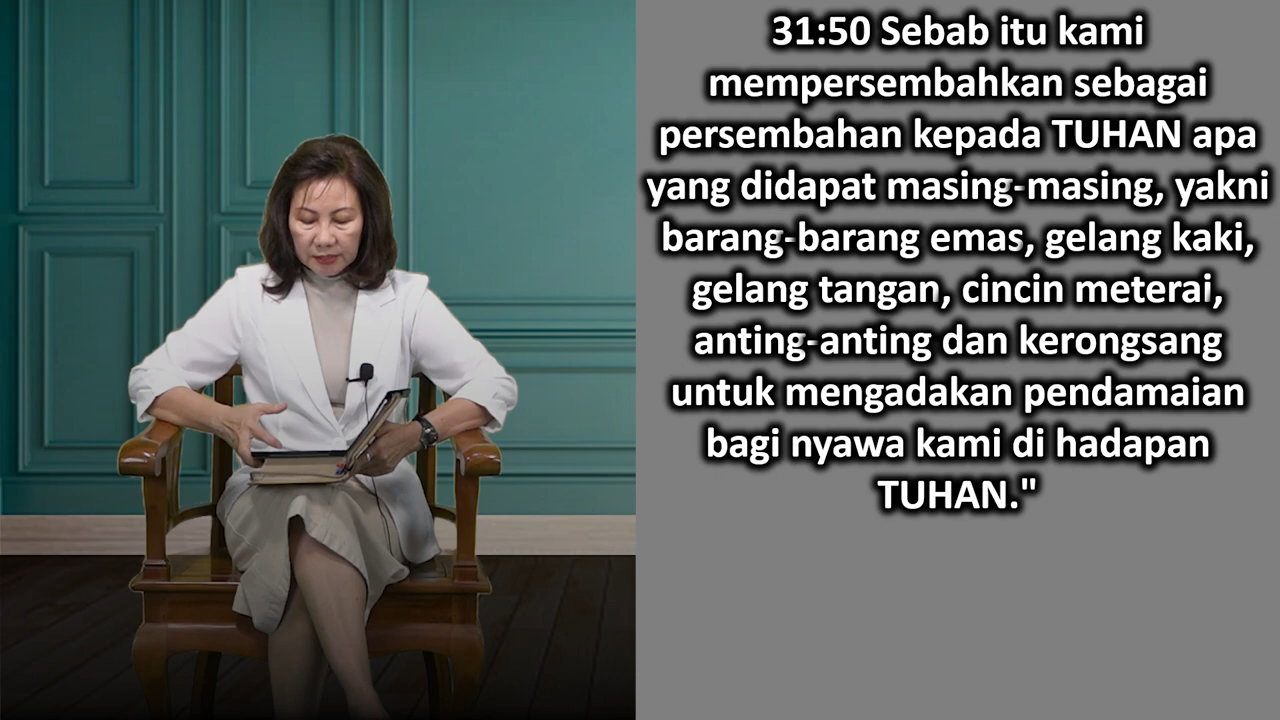 31:50 Sebab itu kami
mempersembahkan sebagai
persembahan kepada TUHAN apa
yang didapat masing-masing, yakni
barang-barang emas, gelang kaki,
gelang tangan, cincin meterai,
anting-anting dan kerongsang
untuk mengadakan pendamaian
bagi nyawa kami di hadapan
TUHAN."